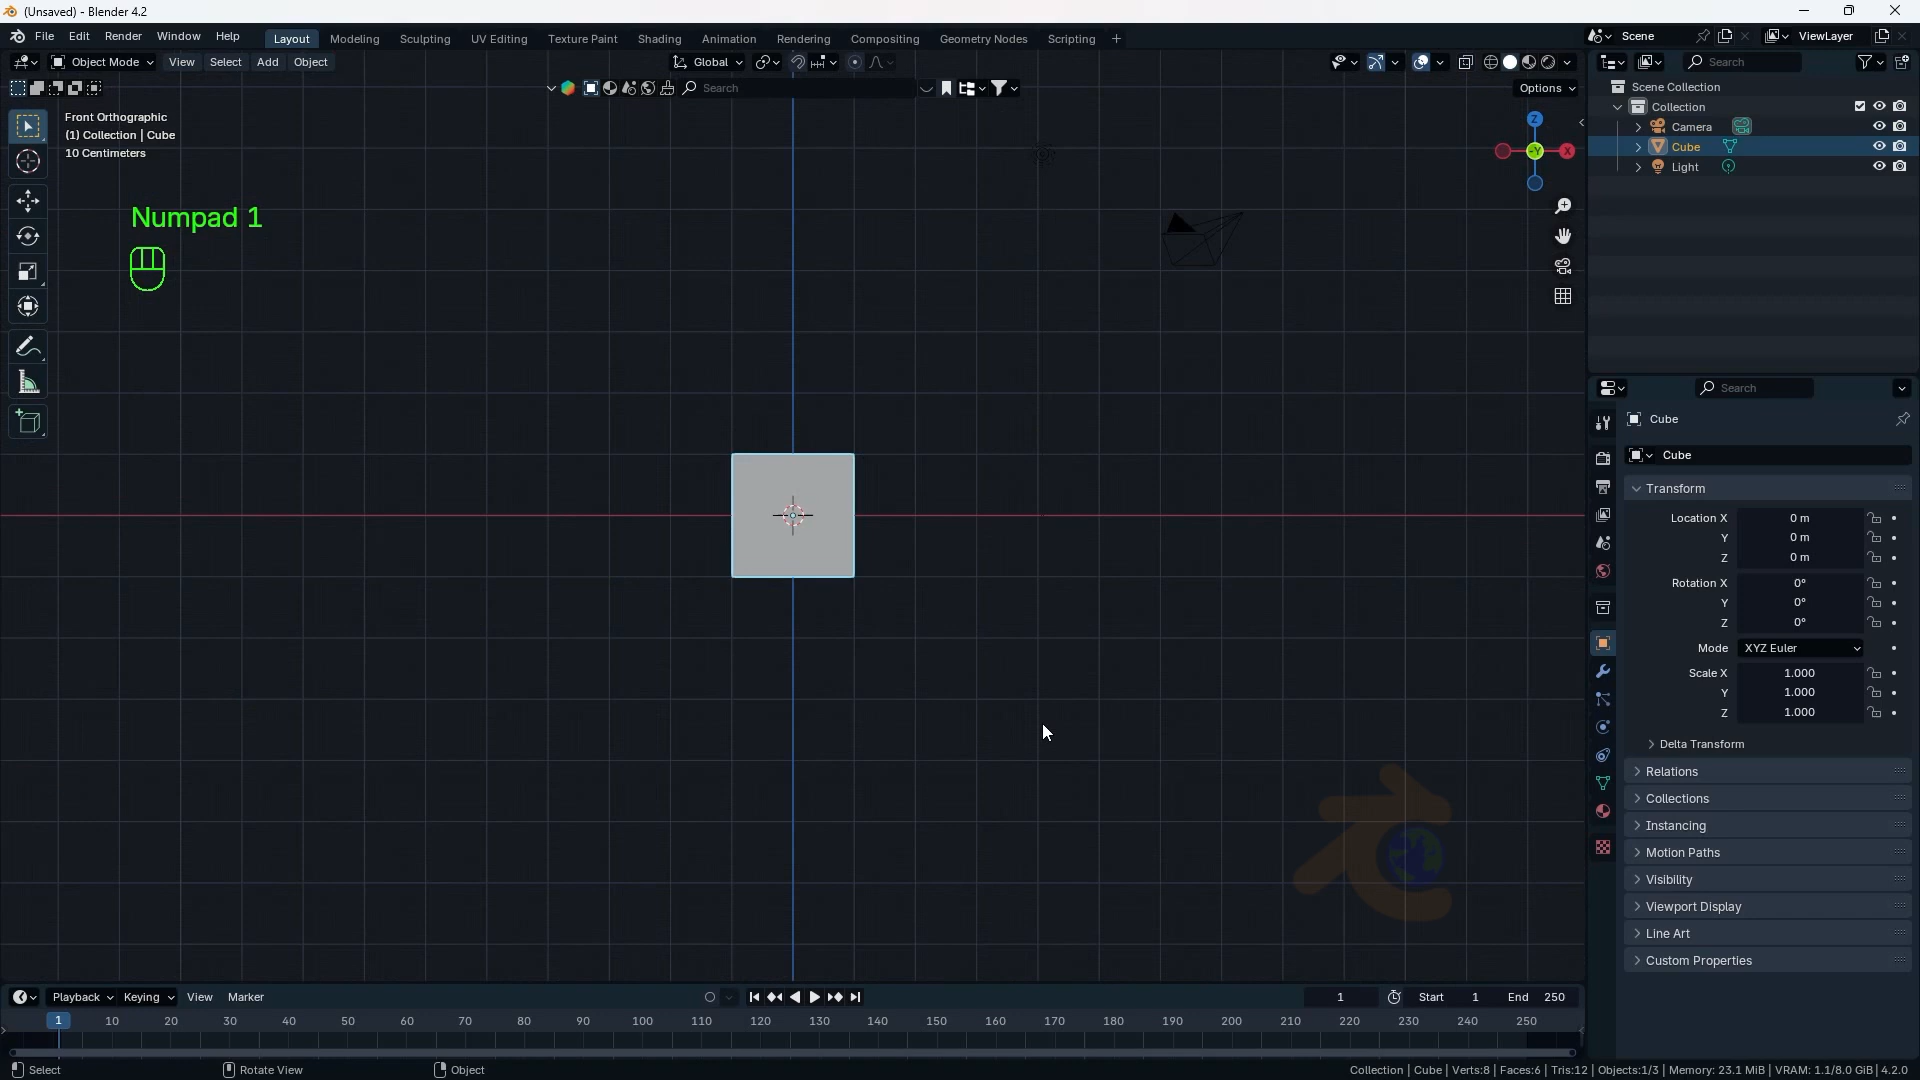 (Unsaved) - Blender 4.2
File Edit Render Window Help
Layout Modeling Sculpting UV Editing Texture Paint Shading Animation Rendering Compositing Geometry Nodes Scripting +
Scene
ViewLayer
Object Mode View Select Add Object
Global
Search
Search
Options
Front Orthographic
(1) Collection | Cube
10 Centimeters
Numpad 1
Z
-Y
X
Scene Collection
Collection
Camera
Cube
Light
Search
Cube
Cube
Transform
Location X 0 m
Y 0 m
Z 0 m
Rotation X 0°
Y 0°
Z 0°
Mode XYZ Euler
Scale X 1.000
Y 1.000
Z 1.000
Delta Transform
Relations
Collections
Instancing
Motion Paths
Visibility
Viewport Display
Line Art
Custom Properties
Playback Keying View Marker
1 Start 1 End 250
1 10 20 30 40 50 60 70 80 90 100 110 120 130 140 150 160 170 180 190 200 210 220 230 240 250
Select Rotate View Object
Collection | Cube | Verts:8 | Faces:6 | Tris:12 | Objects:1/3 | Memory: 23.1 MiB | VRAM: 1.1/8.0 GiB | 4.2.0